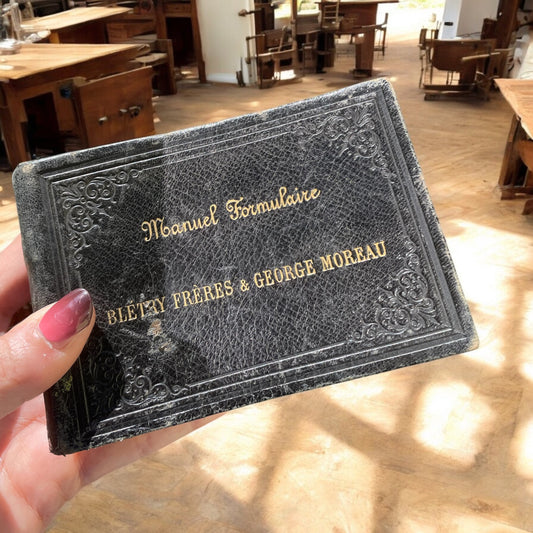 Manuel Formulaire
BLÉTRY FRÈRES & GEORGE MOREAU